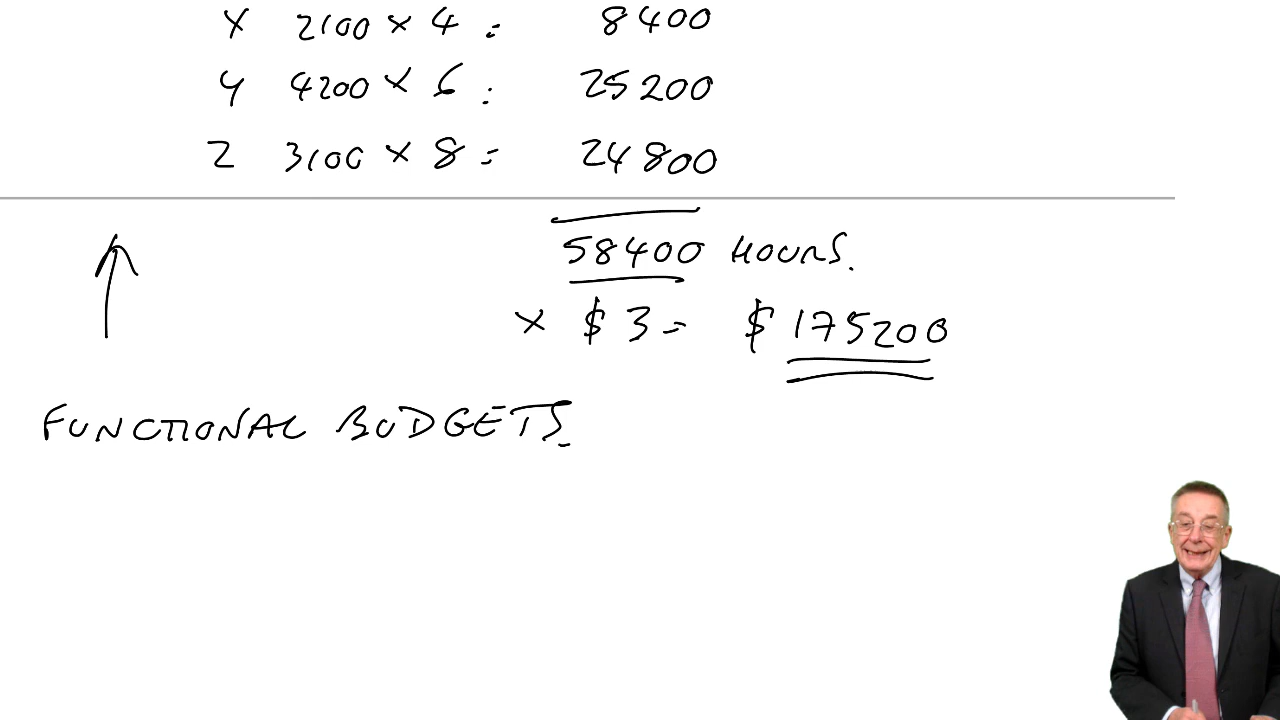 X 2100 × 4 = 8400
Y 4200 × 6 : 25200
Z 3100 × 8 = 24800
58400 HOURS.
× $ 3 = $ 175200
FUNCTIONAL BUDGETS